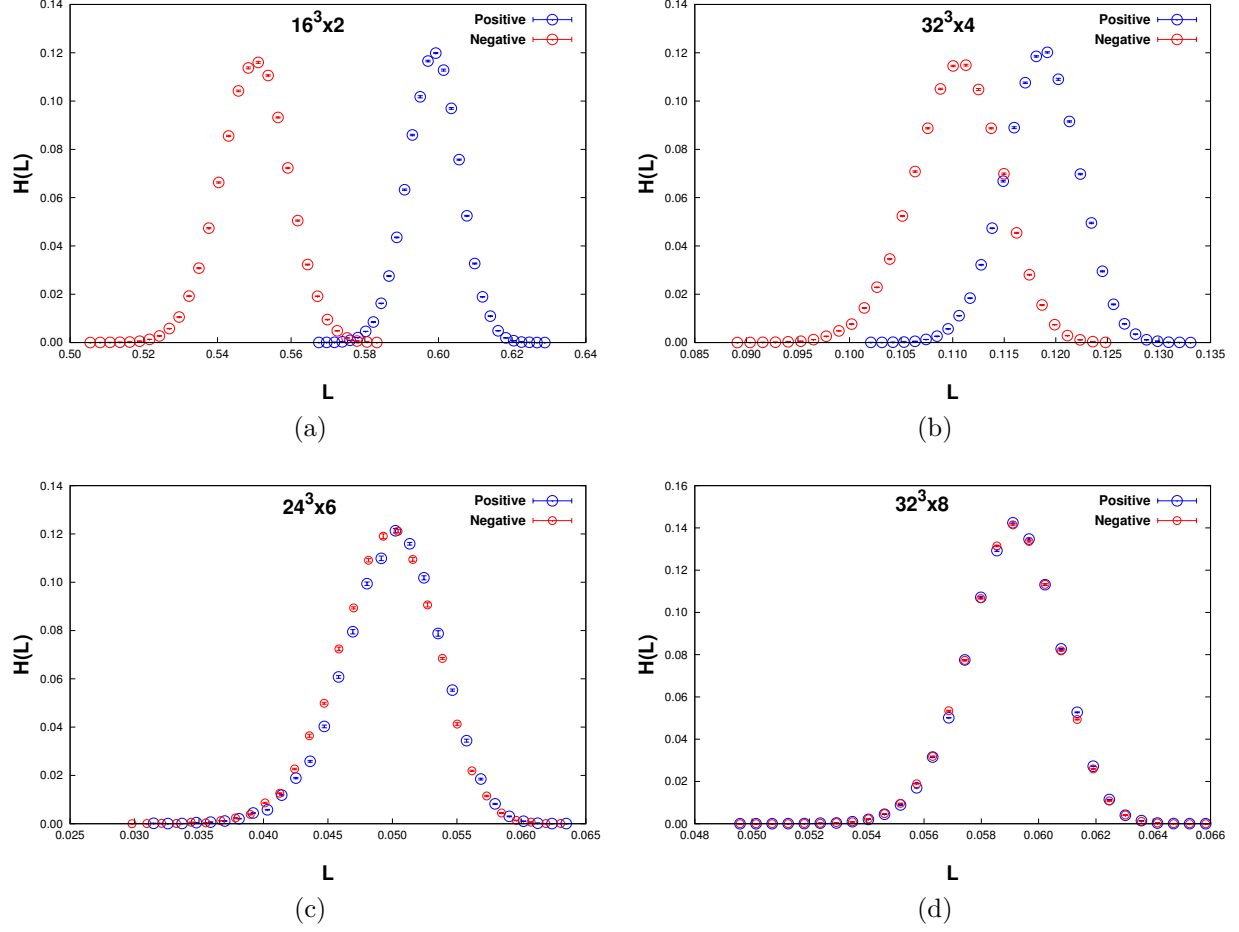 16³x2
Positive
Negative
H(L)
0.14
0.12
0.10
0.08
0.06
0.04
0.02
0.00
0.50 0.52 0.54 0.56 0.58 0.60 0.62 0.64
L
(a)
32³x4
Positive
Negative
H(L)
0.14
0.12
0.10
0.08
0.06
0.04
0.02
0.00
0.085 0.090 0.095 0.100 0.105 0.110 0.115 0.120 0.125 0.130 0.135
L
(b)
24³x6
Positive
Negative
H(L)
0.14
0.12
0.10
0.08
0.06
0.04
0.02
0.00
0.025 0.030 0.035 0.040 0.045 0.050 0.055 0.060 0.065
L
(c)
32³x8
Positive
Negative
H(L)
0.16
0.14
0.12
0.10
0.08
0.06
0.04
0.02
0.00
0.048 0.050 0.052 0.054 0.056 0.058 0.060 0.062 0.064 0.066
L
(d)